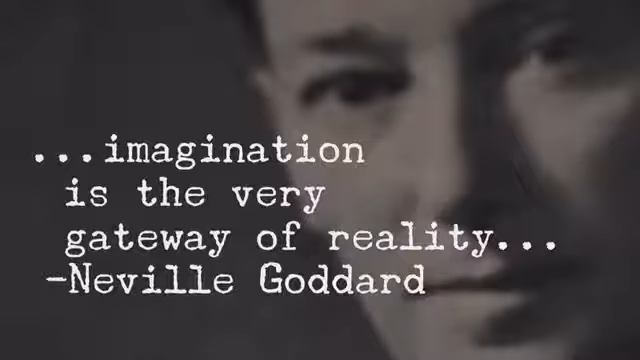 ...imagination
is the very
gateway of reality...
-Neville Goddard